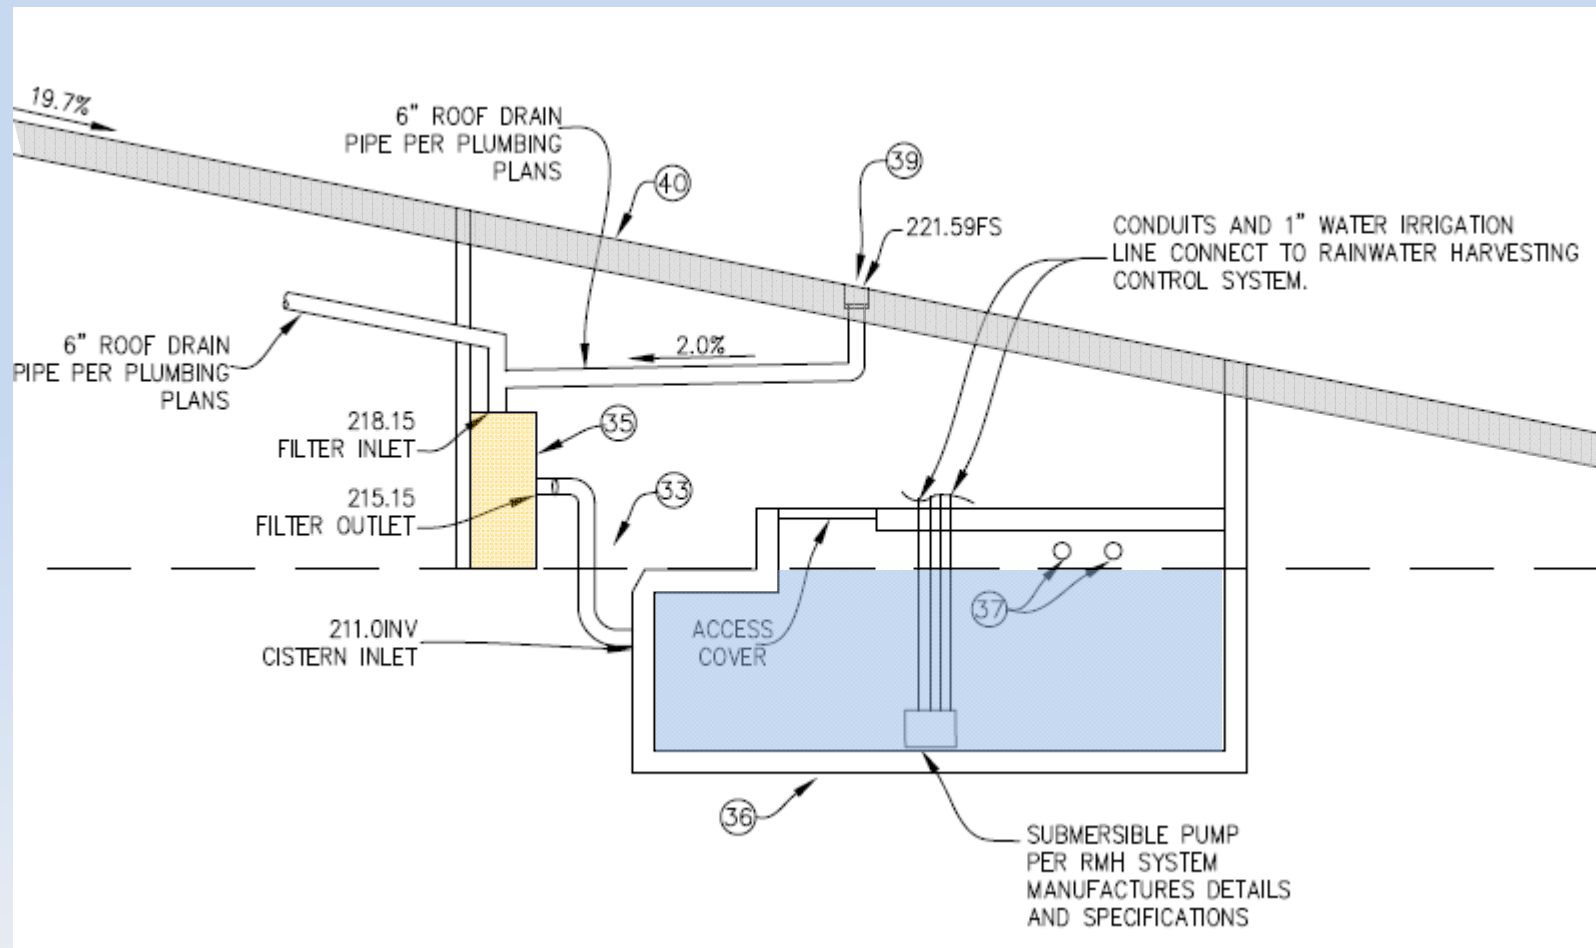 19.7%
6" ROOF DRAIN
PIPE PER PLUMBING
PLANS
40
39
221.59FS
CONDUITS AND 1" WATER IRRIGATION
LINE CONNECT TO RAINWATER HARVESTING
CONTROL SYSTEM.
6" ROOF DRAIN
PIPE PER PLUMBING
PLANS
2.0%
218.15
FILTER INLET
35
215.15
FILTER OUTLET
33
37
211.0INV
CISTERN INLET
ACCESS
COVER
36
SUBMERSIBLE PUMP
PER RMH SYSTEM
MANUFACTURES DETAILS
AND SPECIFICATIONS